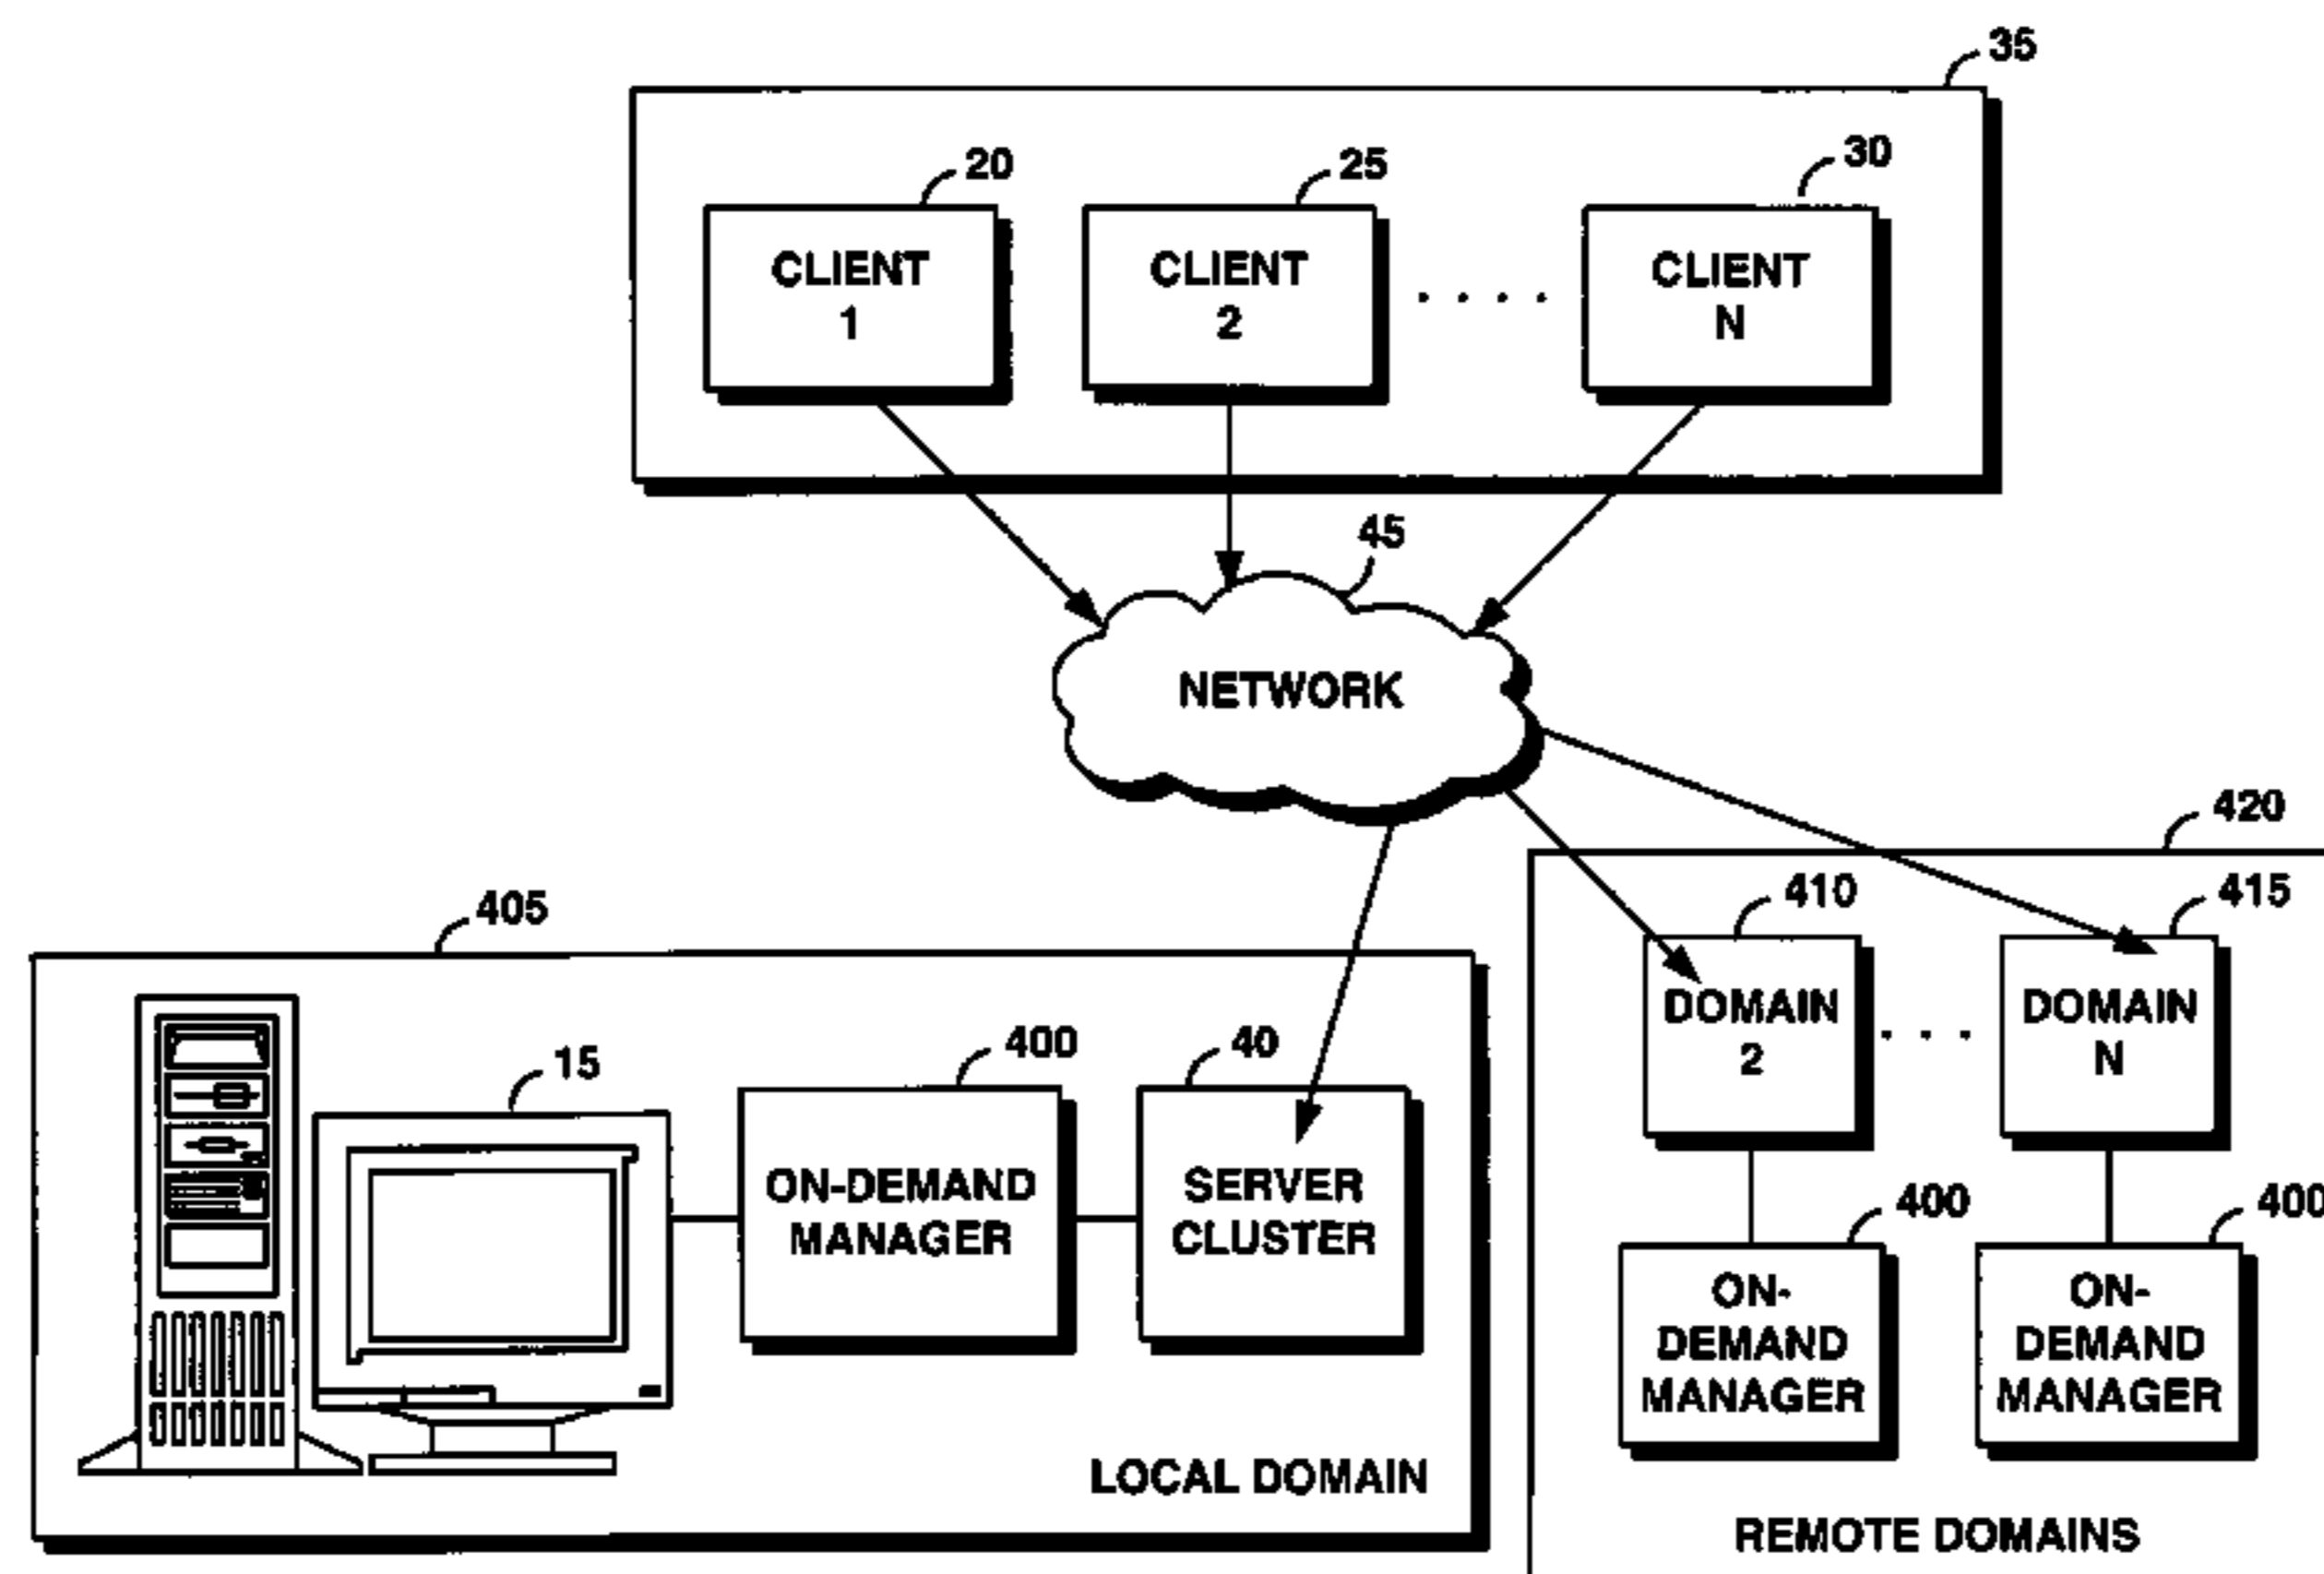 35
20
25
30
CLIENT
1
CLIENT
2
. . . .
CLIENT
N
45
NETWORK
420
405
410
415
DOMAIN
2
. . .
DOMAIN
N
15
400
40
ON-DEMAND
MANAGER
SERVER
CLUSTER
400
400
ON-
DEMAND
MANAGER
ON-
DEMAND
MANAGER
LOCAL DOMAIN
REMOTE DOMAINS